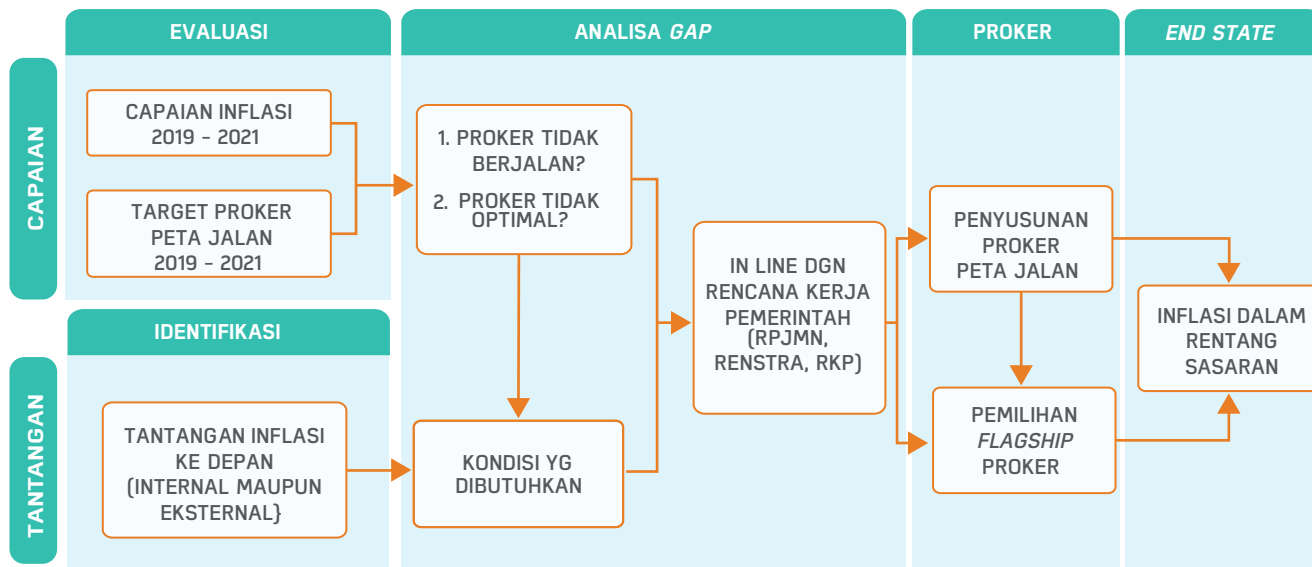 EVALUASI
ANALISA GAP
PROKER
END STATE
CAPAIAN
CAPAIAN INFLASI
2019 - 2021
TARGET PROKER
PETA JALAN
2019 - 2021
1. PROKER TIDAK
BERJALAN?
2. PROKER TIDAK
OPTIMAL?
IN LINE DGN
RENCANA KERJA
PEMERINTAH
(RPJMN,
RENSTRA, RKP)
PENYUSUNAN
PROKER
PETA JALAN
INFLASI DALAM
RENTANG
SASARAN
IDENTIFIKASI
TANTANGAN
TANTANGAN INFLASI
KE DEPAN
(INTERNAL MAUPUN
EKSTERNAL}
KONDISI YG
DIBUTUHKAN
PEMILIHAN
FLAGSHIP
PROKER